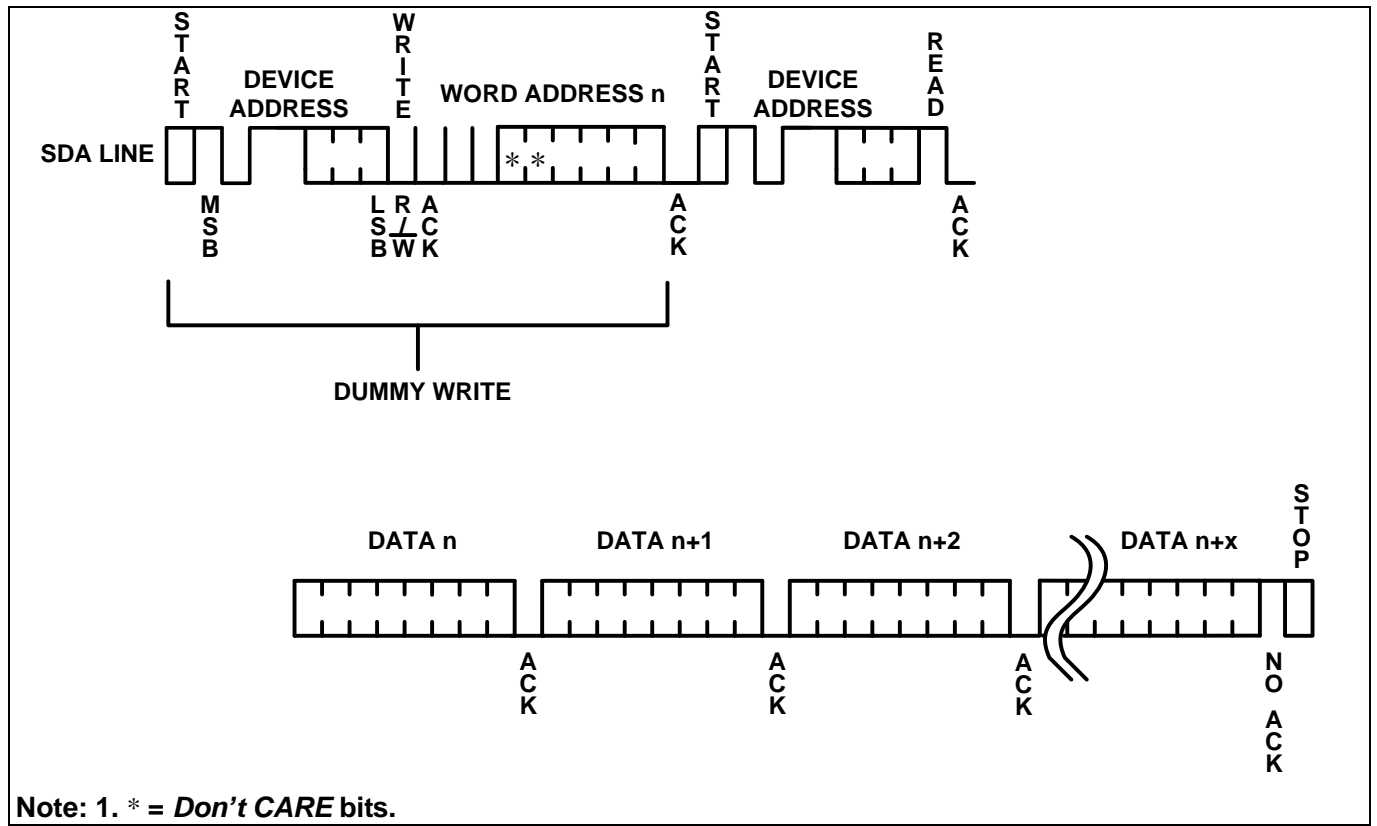 START
WRITE
START
READ
DEVICE
ADDRESS
WORD ADDRESS n
DEVICE
ADDRESS
SDA LINE
* *
MSB
LSB
R/W
ACK
ACK
ACK
DUMMY WRITE
STOP
DATA n
DATA n+1
DATA n+2
DATA n+x
ACK
ACK
ACK
NO ACK
Note: 1. * = Don't CARE bits.